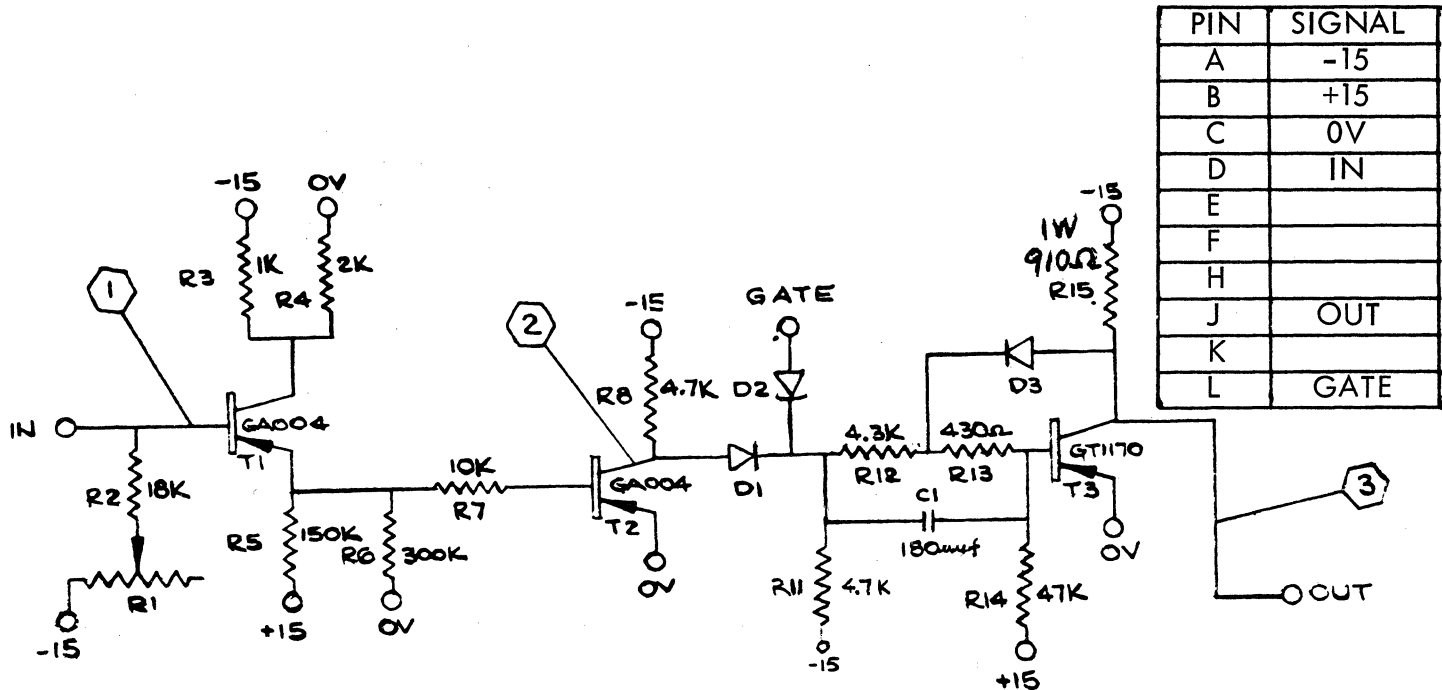 PIN SIGNAL
A -15
B +15
C 0V
D IN
E
F
H
J OUT
K
L GATE
-15 0V
R3 1K R4 2K
1
IN
GA004
T1
R2 18K
R1
-15
R5 150K
+15
R6 300K
0V
10K
R7
2
-15
R8 4.7K
GA004
T2
0V
GATE
D2
D1
4.3K
R12
430Ω
R13
C1
180μμf
R11 4.7K
-15
R14 47K
+15
D3
-15
1W
910Ω
R15
GT1170
T3
0V
3
OUT